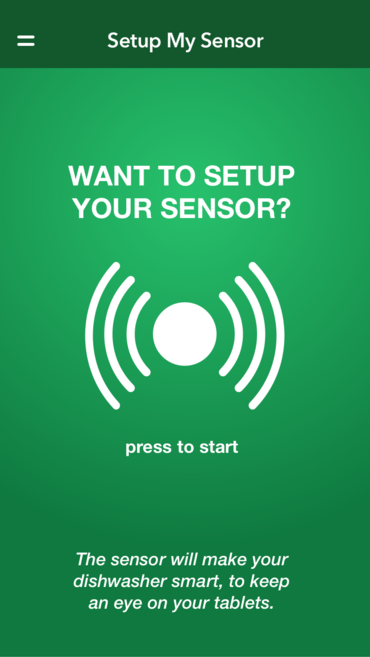 Setup My Sensor
WANT TO SETUP
YOUR SENSOR?
press to start
The sensor will make your
dishwasher smart, to keep
an eye on your tablets.